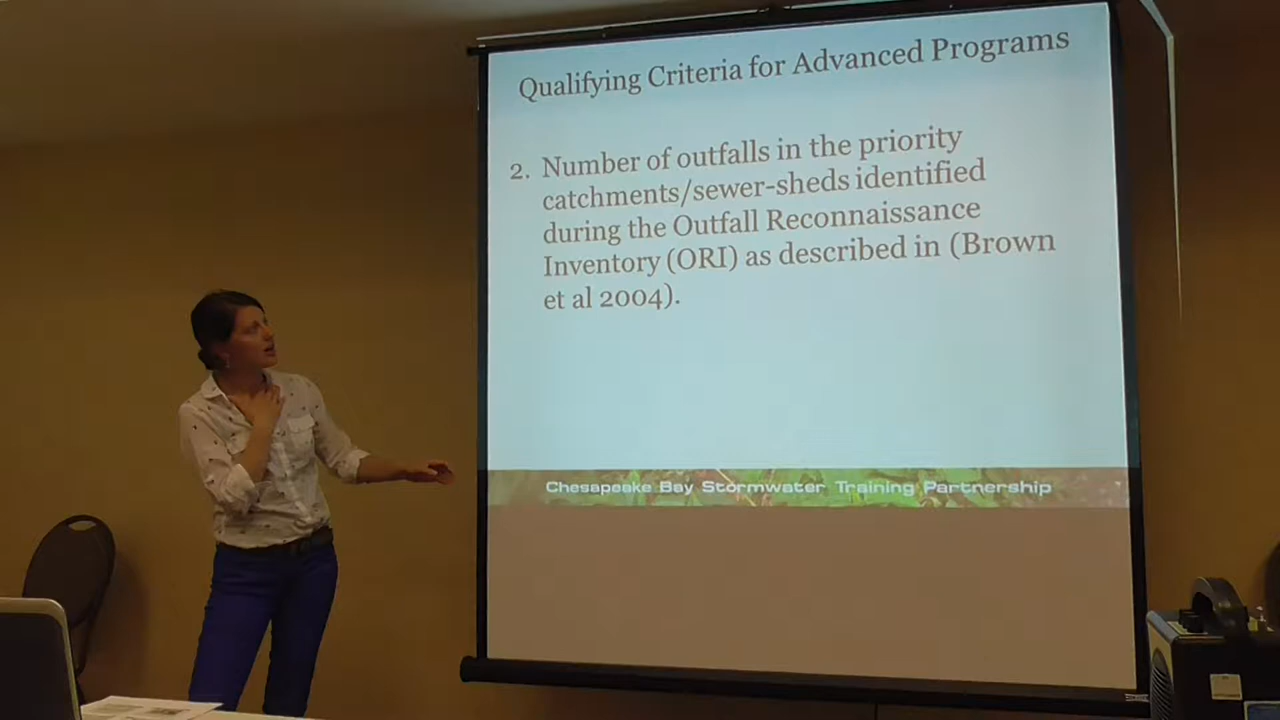 Qualifying Criteria for Advanced Programs
2. Number of outfalls in the priority
catchments/sewer-sheds identified
during the Outfall Reconnaissance
Inventory (ORI) as described in (Brown
et al 2004).
Chesapeake Bay Stormwater Training Partnership